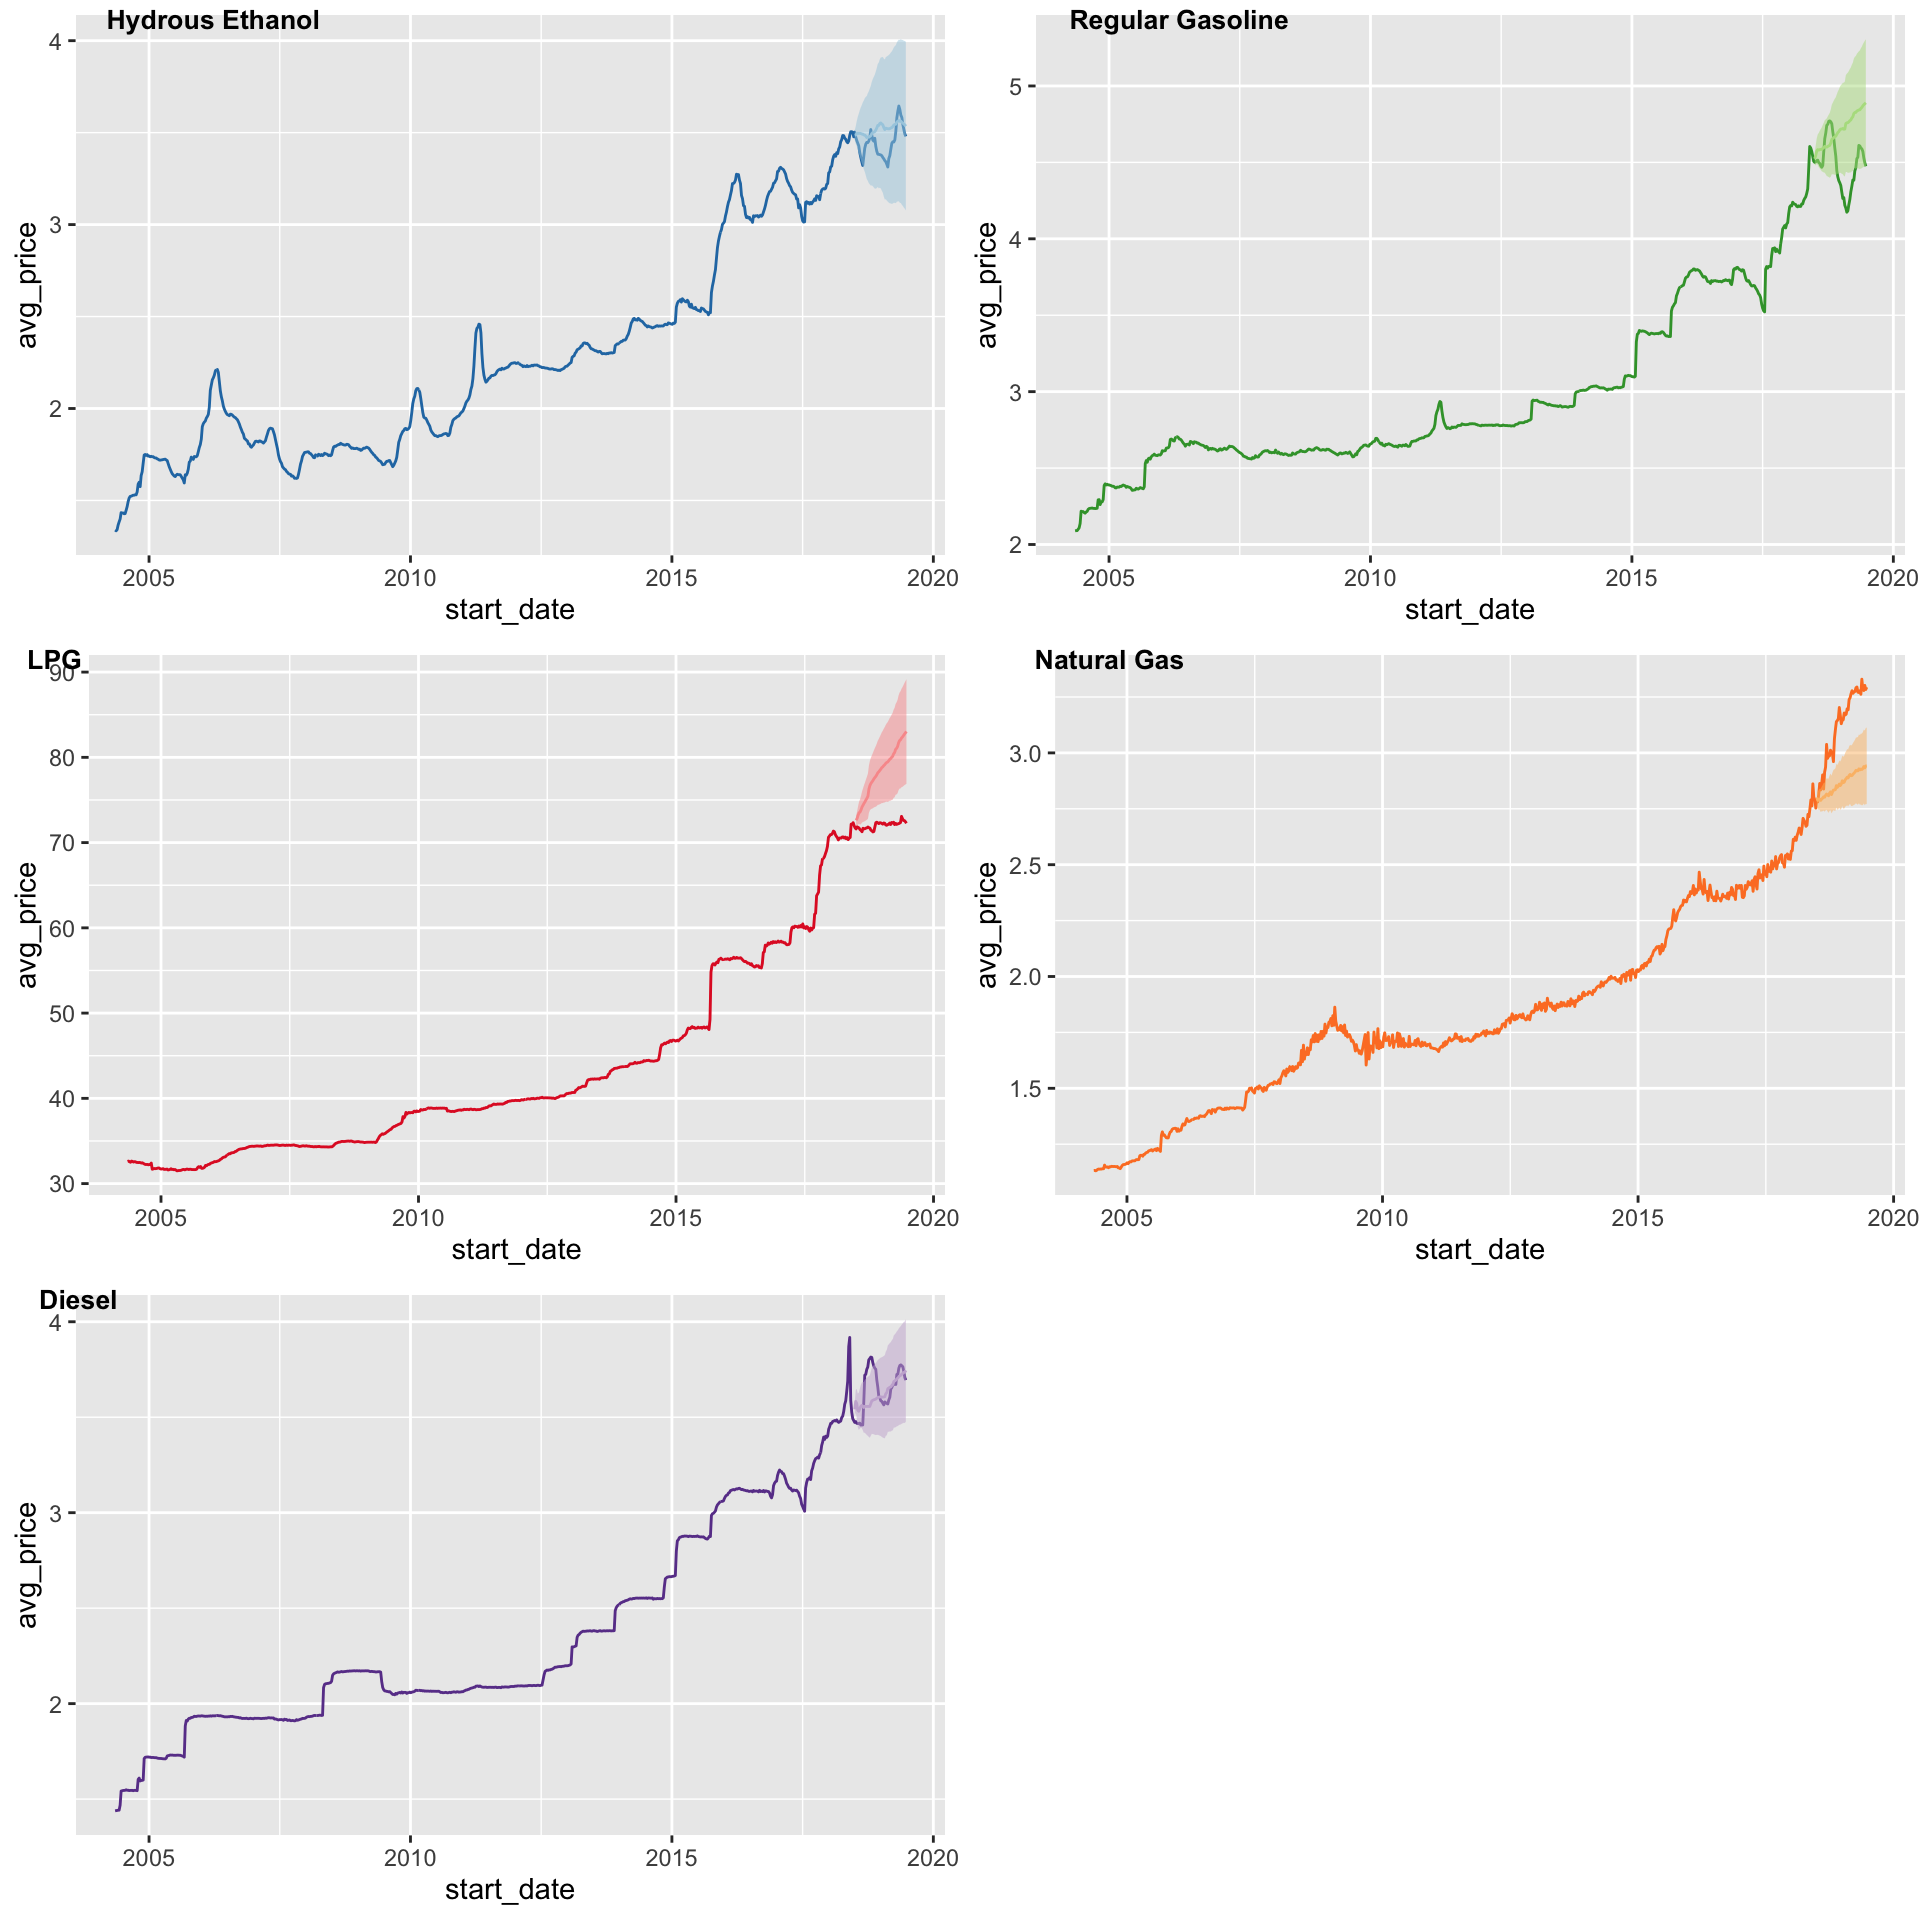 Hydrous Ethanol
4
3
2
avg_price
2005 2010 2015 2020
start_date
Regular Gasoline
5
4
3
2
avg_price
2005 2010 2015 2020
start_date
LPG
90
80
70
60
50
40
30
avg_price
2005 2010 2015 2020
start_date
Natural Gas
3.0
2.5
2.0
1.5
avg_price
2005 2010 2015 2020
start_date
Diesel
4
3
2
avg_price
2005 2010 2015 2020
start_date